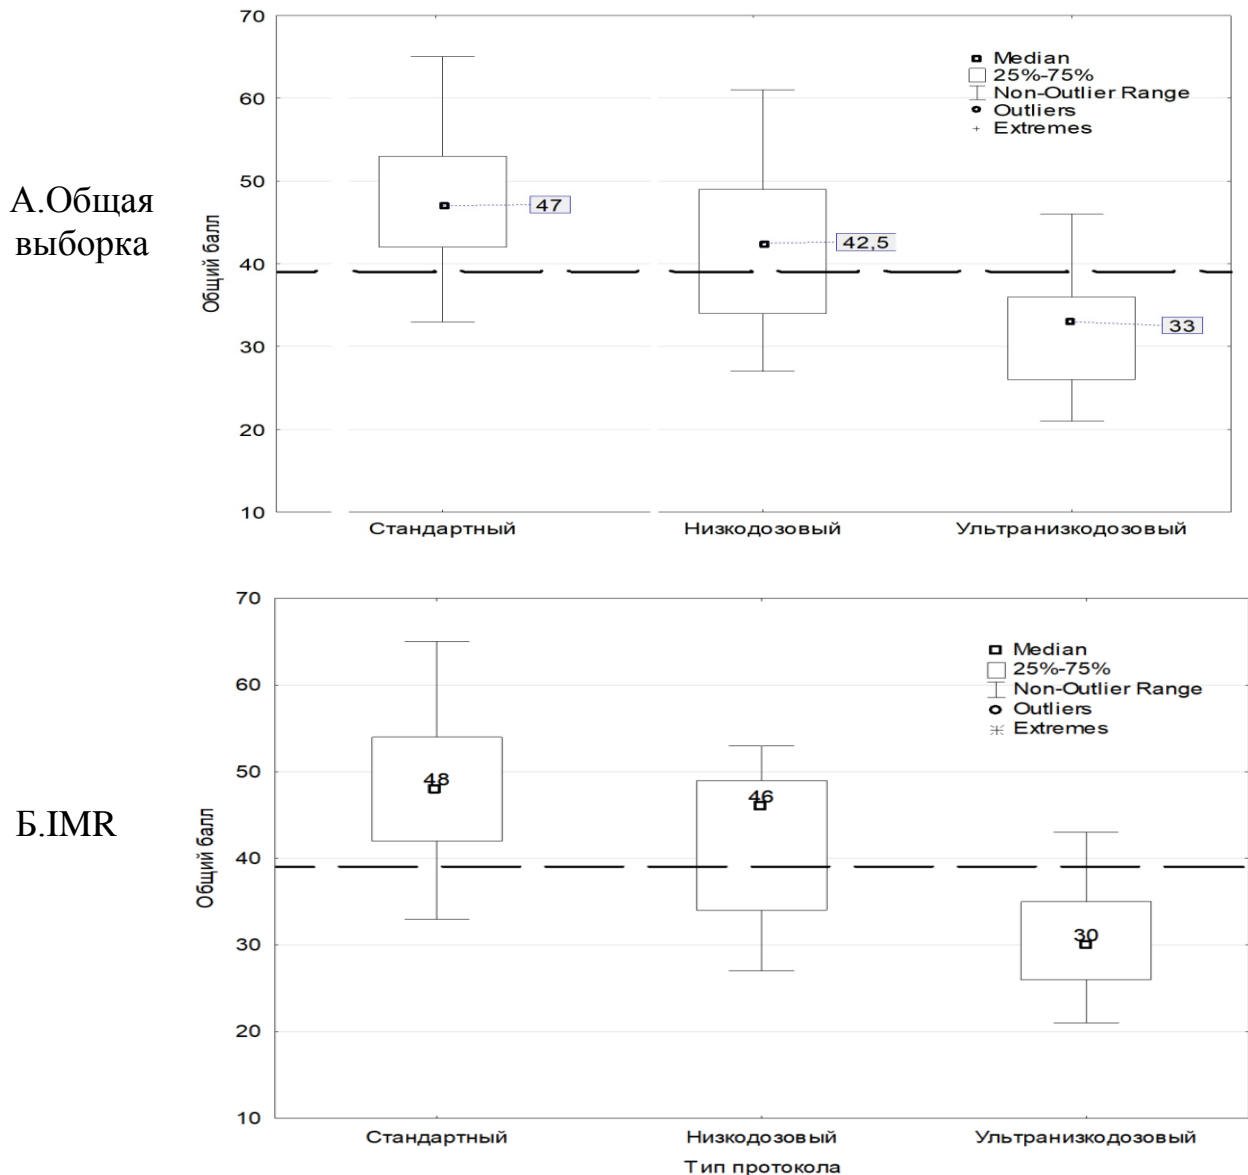 70
60
50
40
30
20
10
Общий балл
А.Общая
выборка
Median
25%-75%
Non-Outlier Range
Outliers
Extremes
47
42,5
33
Стандартный
Низкодозовый
Ультранизкодозовый
70
60
50
40
30
20
10
Общий балл
Б.IMR
Median
25%-75%
Non-Outlier Range
Outliers
Extremes
48
46
30
Стандартный
Низкодозовый
Ультранизкодозовый
Тип протокола